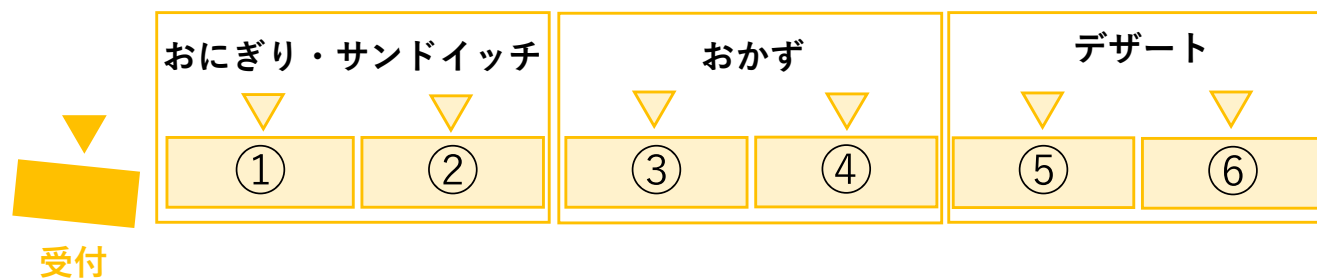 おにぎり・サンドイッチ
① ②
おかず
③ ④
デザート
⑤ ⑥
受付